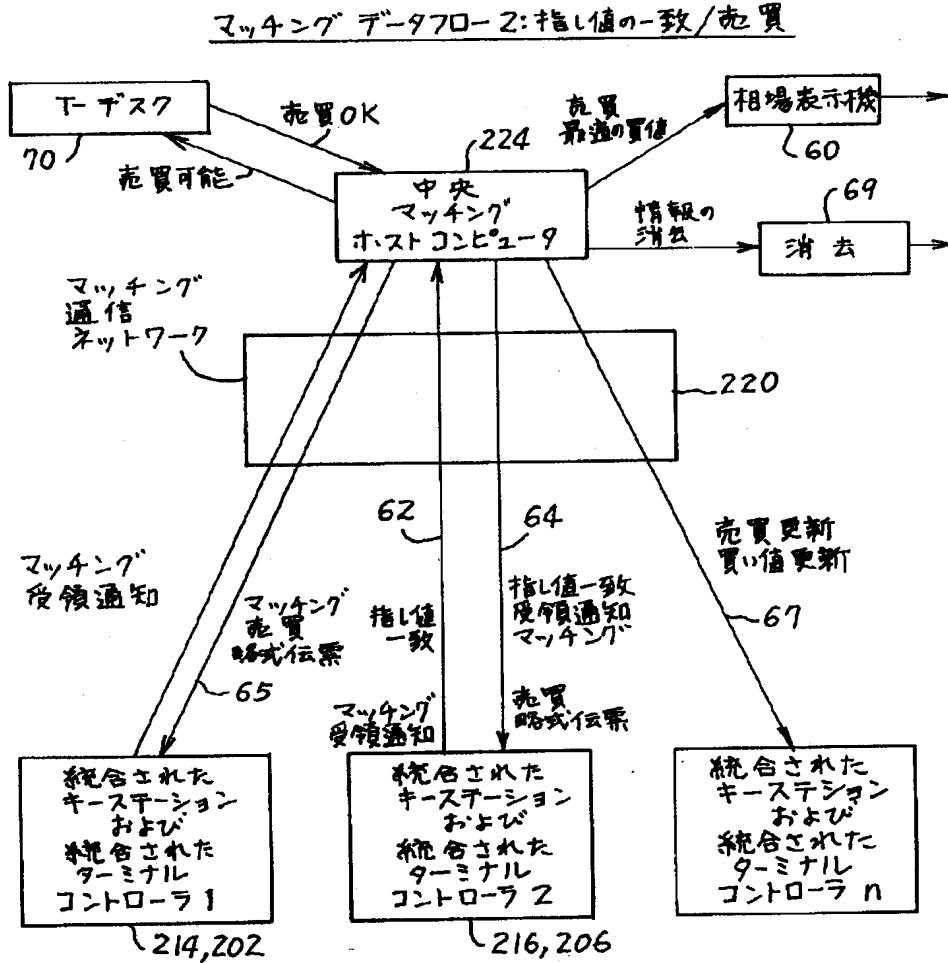 マッチング データフロー2:指し値の一致/売買
Tーデスク
70
売買OK
売買可能
224
中央
マッチング
ホストコンピュータ
売買
最適の買値
相場表示機
60
情報の
消去
69
消去
マッチング
通信
ネットワーク
220
62
64
マッチング
受領通知
マッチング
売買
略式伝票
65
指し値
一致
マッチング
受領通知
指し値一致
受領通知
マッチング
売買
略式伝票
売買更新
買い値更新
67
統合された
キーステーション
および
統合された
ターミナル
コントローラ1
214,202
統合された
キーステーション
および
統合された
ターミナル
コントローラ2
216,206
統合された
キーステション
および
統合された
ターミナル
コントローラn